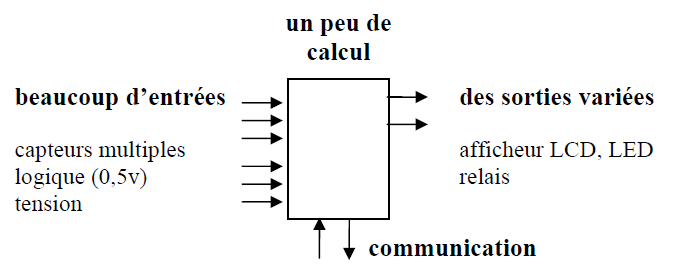 un peu de
calcul
beaucoup d'entrées
des sorties variées
capteurs multiples
logique (0,5v)
tension
afficheur LCD, LED
relais
communication